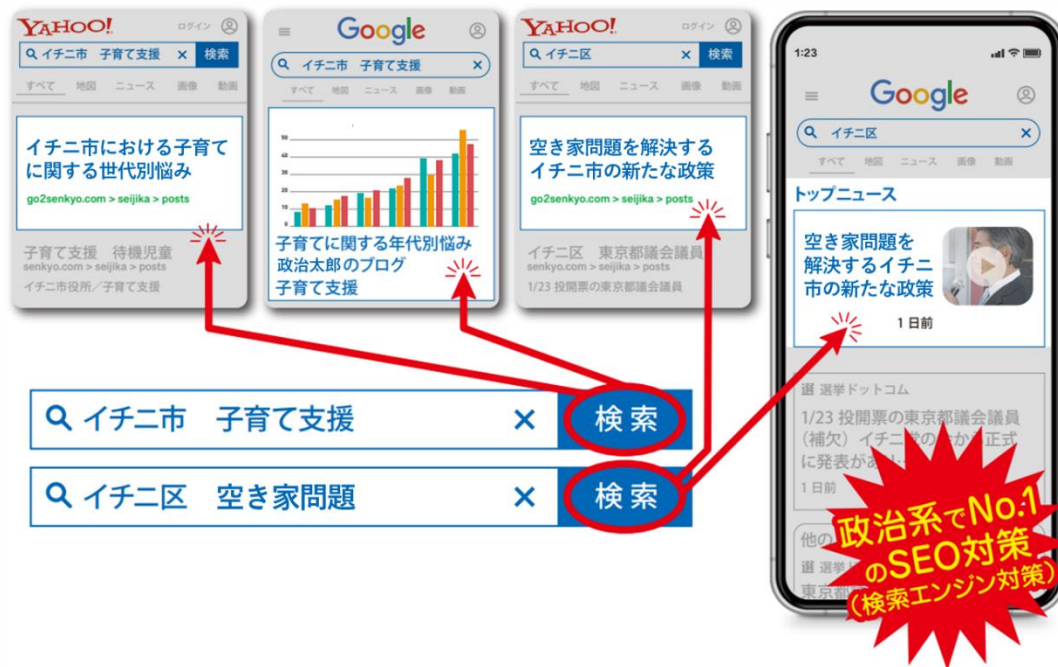 YAHOO!
ログイン
イチニ市　子育て支援 × 検索
すべて 地図 ニュース 画像 動画
イチニ市における子育て
に関する世代別悩み
go2senkyo.com > seijika > posts
子育て支援　待機児童
senkyo.com > seijika > posts
イチニ市役所／子育て支援
Google
イチニ市　子育て支援 ×
すべて 地図 ニュース 画像 動画
50
40
30
20
10
0
子育てに関する年代別悩み
政治太郎のブログ
子育て支援
YAHOO!
ログイン
イチニ区 × 検索
すべて 地図 ニュース 画像 動画
空き家問題を解決する
イチニ市の新たな政策
go2senkyo.com > seijika > posts
イチニ区　東京都議会議員
senkyo.com > seijika > posts
1/23 投開票の東京都議会議員
1:23
Google
イチニ区 ×
すべて 地図 ニュース 画像 動画
トップニュース
空き家問題を
解決するイチニ
市の新たな政策
1日前
選 選挙ドットコム
1/23 投開票の東京都議会議員
（補欠）イチニ
正式
に発表が
1日前
他の
選 選挙
東京都
政治系でNo.1
のSEO対策
（検索エンジン対策）
イチニ市　子育て支援 × 検索
イチニ区　空き家問題 × 検索